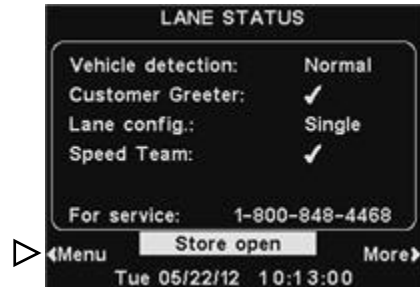 LANE STATUS
Vehicle detection: Normal
Customer Greeter: ✓
Lane config.: Single
Speed Team: ✓
For service: 1-800-848-4468
Store open
Menu More
Tue 05/22/12 10:13:00